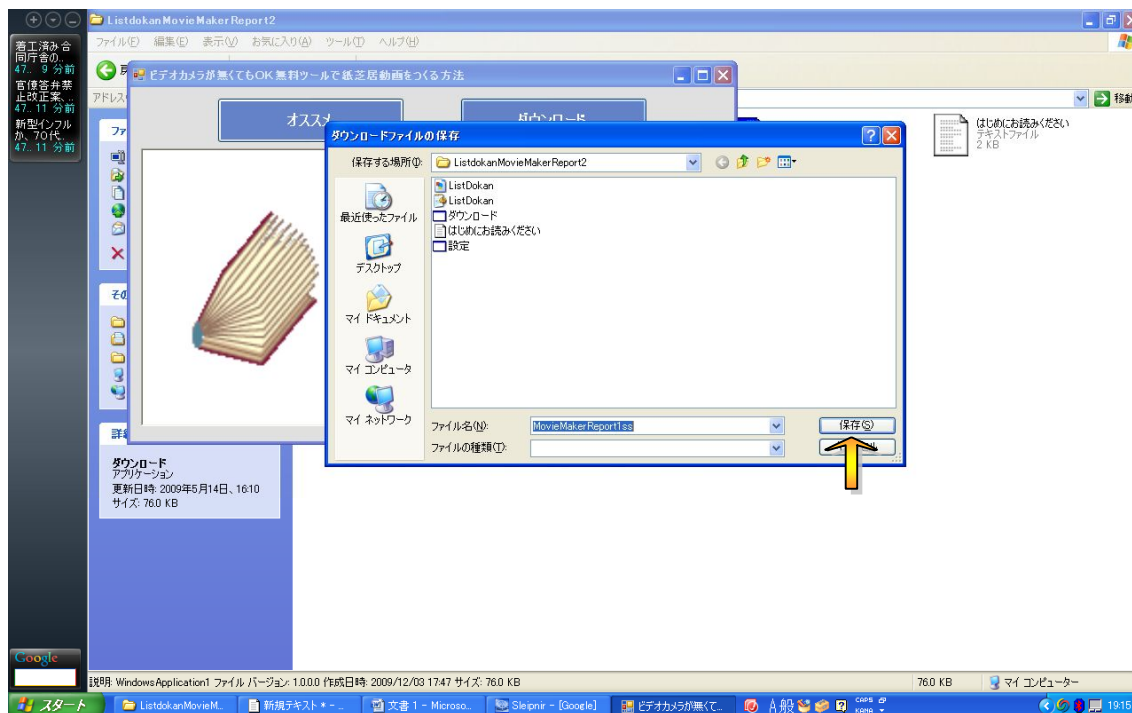 ListdokanMovieMakerReport2
ファイル(F) 編集(E) 表示(V) お気に入り(A) ツール(T) ヘルプ(H)
着工済み合
同庁舎の..
47.. 9 分前
官僚答弁禁
止改正案、..
47.. 11 分前
新型インフル
か、70代..
47.. 11 分前
移動
ビデオカメラが無くてもOK無料ツールで紙芝居動画をつくる方法
オススメ
ダウンロード
はじめにお読みください
テキストファイル
2 KB
ダウンロードファイルの保存
保存する場所(I):
ListdokanMovieMakerReport2
最近使ったファイル
デスクトップ
マイ ドキュメント
マイ コンピュータ
マイ ネットワーク
ListDokan
ListDokan
ダウンロード
はじめにお読みください
設定
ファイル名(N):
MovieMakerReport1ss
保存(S)
ファイルの種類(T):
ダウンロード
アプリケーション
更新日時: 2009年5月14日、16:10
サイズ: 76.0 KB
Google
説明: WindowsApplication1 ファイル バージョン: 1.0.0.0 作成日時: 2009/12/03 17:47 サイズ: 76.0 KB
76.0 KB
マイ コンピューター
スタート
ListdokanMovieM...
新規テキスト * - ...
文書 1 - Microso...
Sleipnir - [Google]
ビデオカメラが無くて...
A 般
CAPS
KANA
19:15